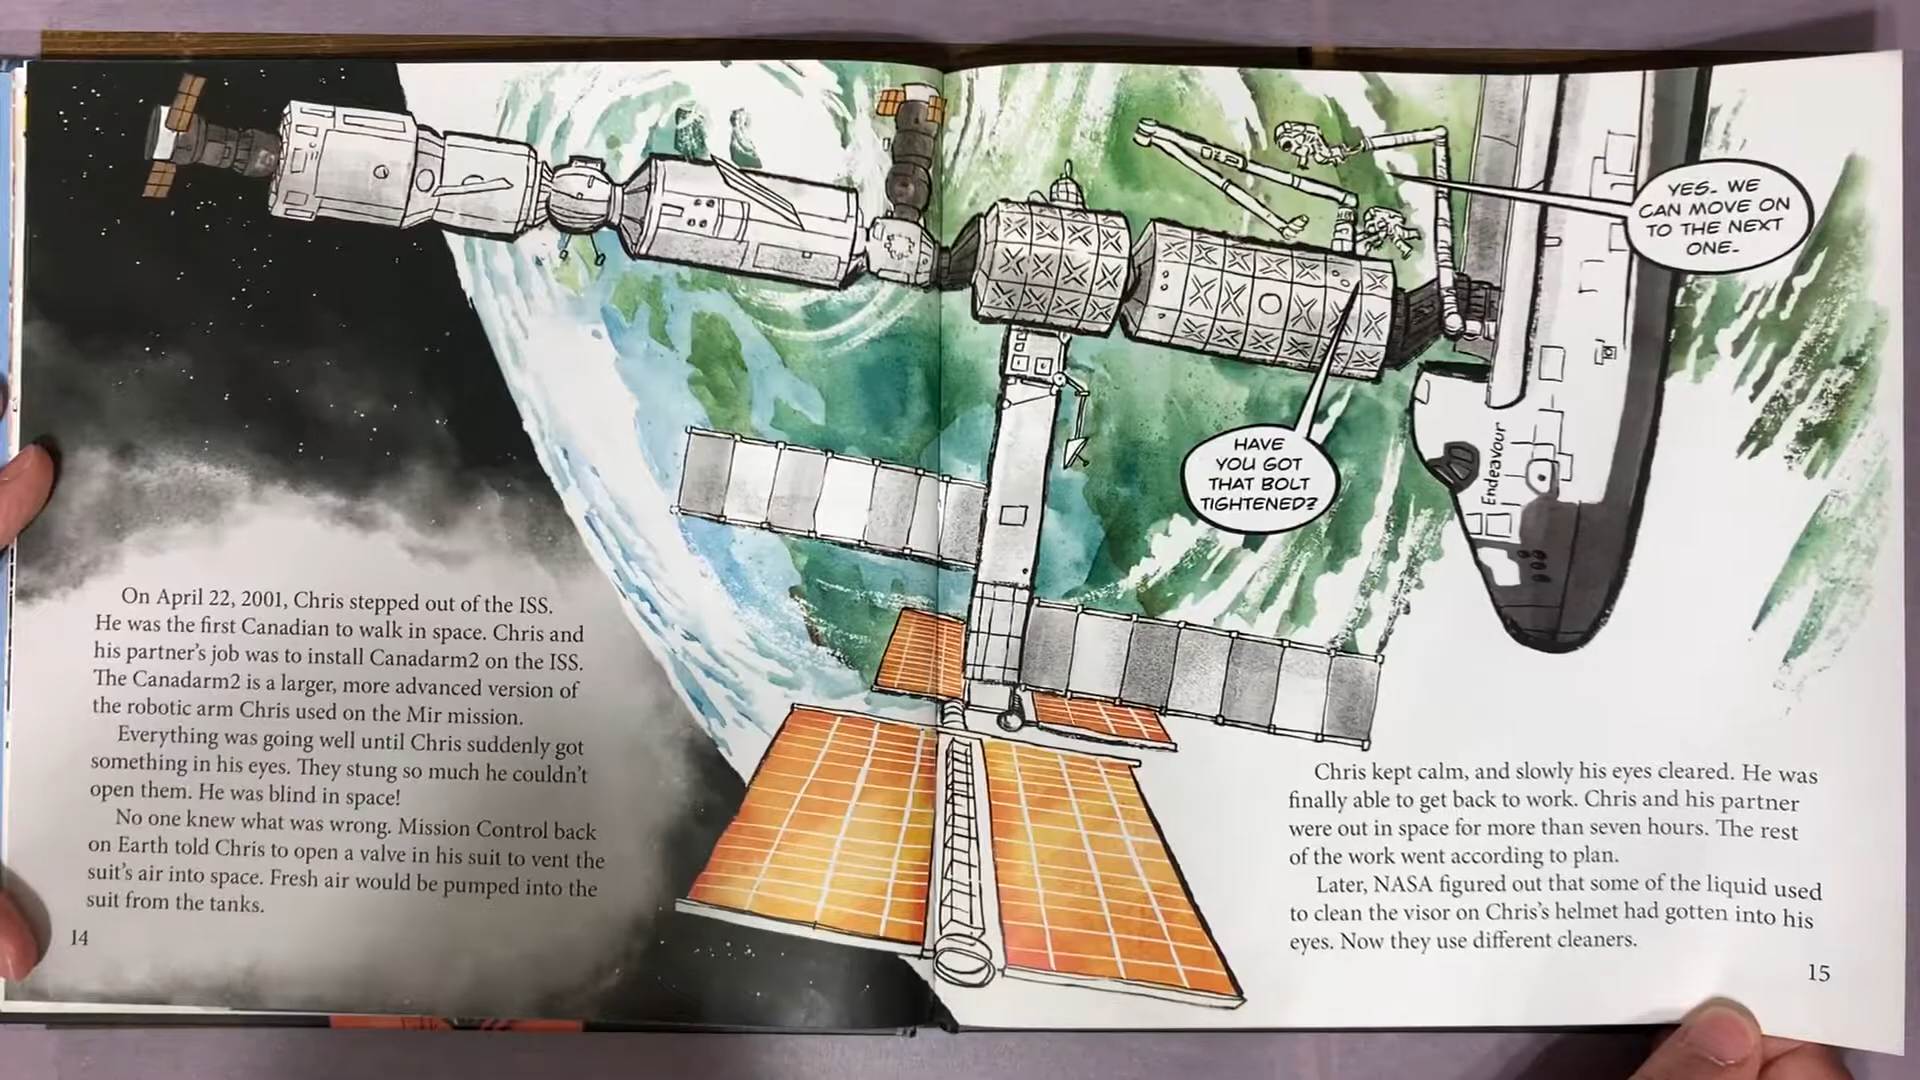 On April 22, 2001, Chris stepped out of the ISS.
He was the first Canadian to walk in space. Chris and
his partner's job was to install Canadarm2 on the ISS.
The Canadarm2 is a larger, more advanced version of
the robotic arm Chris used on the Mir mission.
Everything was going well until Chris suddenly got
something in his eyes. They stung so much he couldn't
open them. He was blind in space!
No one knew what was wrong. Mission Control back
on Earth told Chris to open a valve in his suit to vent the
suit's air into space. Fresh air would be pumped into the
suit from the tanks.
14
HAVE
YOU GOT
THAT BOLT
TIGHTENED?
YES. WE
CAN MOVE ON
TO THE NEXT
ONE.
Endeavour
Chris kept calm, and slowly his eyes cleared. He was
finally able to get back to work. Chris and his partner
were out in space for more than seven hours. The rest
of the work went according to plan.
Later, NASA figured out that some of the liquid used
to clean the visor on Chris's helmet had gotten into his
eyes. Now they use different cleaners.
15